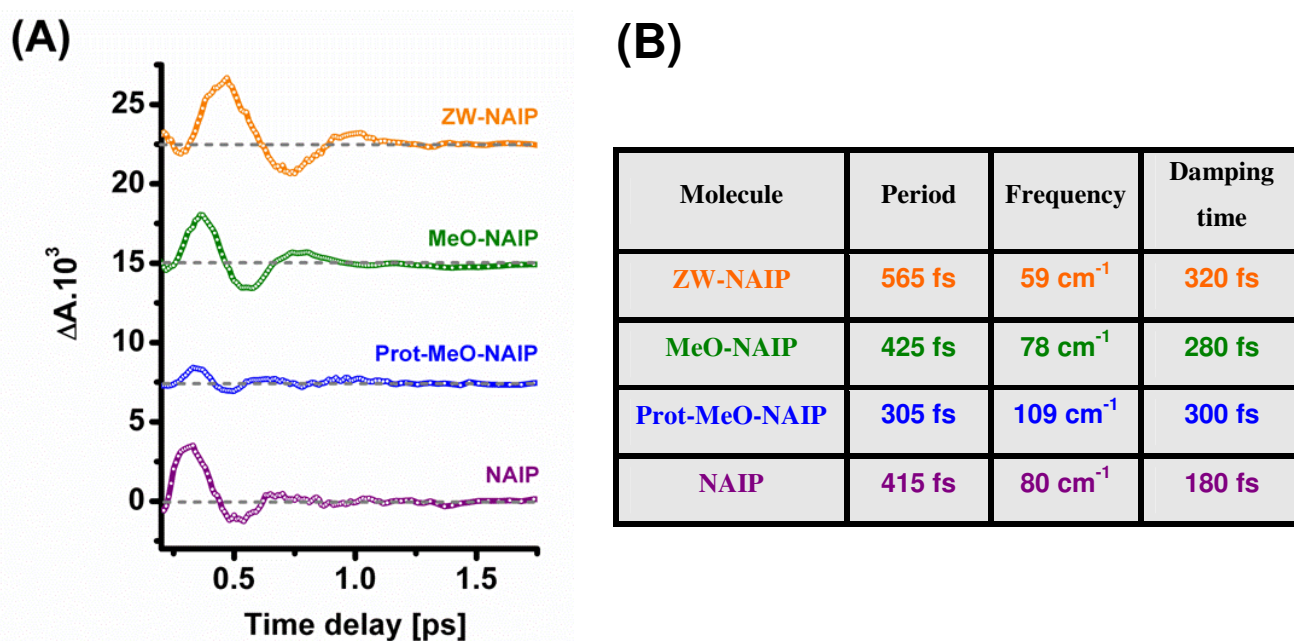 (A)
25
20
15
10
5
0
ΔA.10³
ZW-NAIP
MeO-NAIP
Prot-MeO-NAIP
NAIP
0.5 1.0 1.5
Time delay [ps]
(B)
Molecule Period Frequency Damping
time
ZW-NAIP 565 fs 59 cm⁻¹ 320 fs
MeO-NAIP 425 fs 78 cm⁻¹ 280 fs
Prot-MeO-NAIP 305 fs 109 cm⁻¹ 300 fs
NAIP 415 fs 80 cm⁻¹ 180 fs